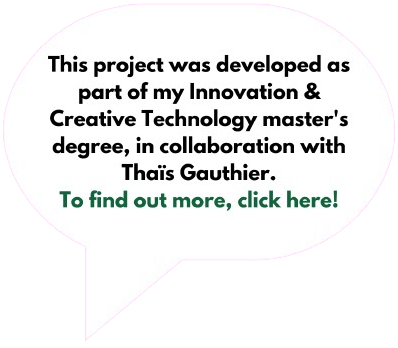 This project was developed as
part of my Innovation &
Creative Technology master's
degree, in collaboration with
Thaïs Gauthier.
To find out more, click here!